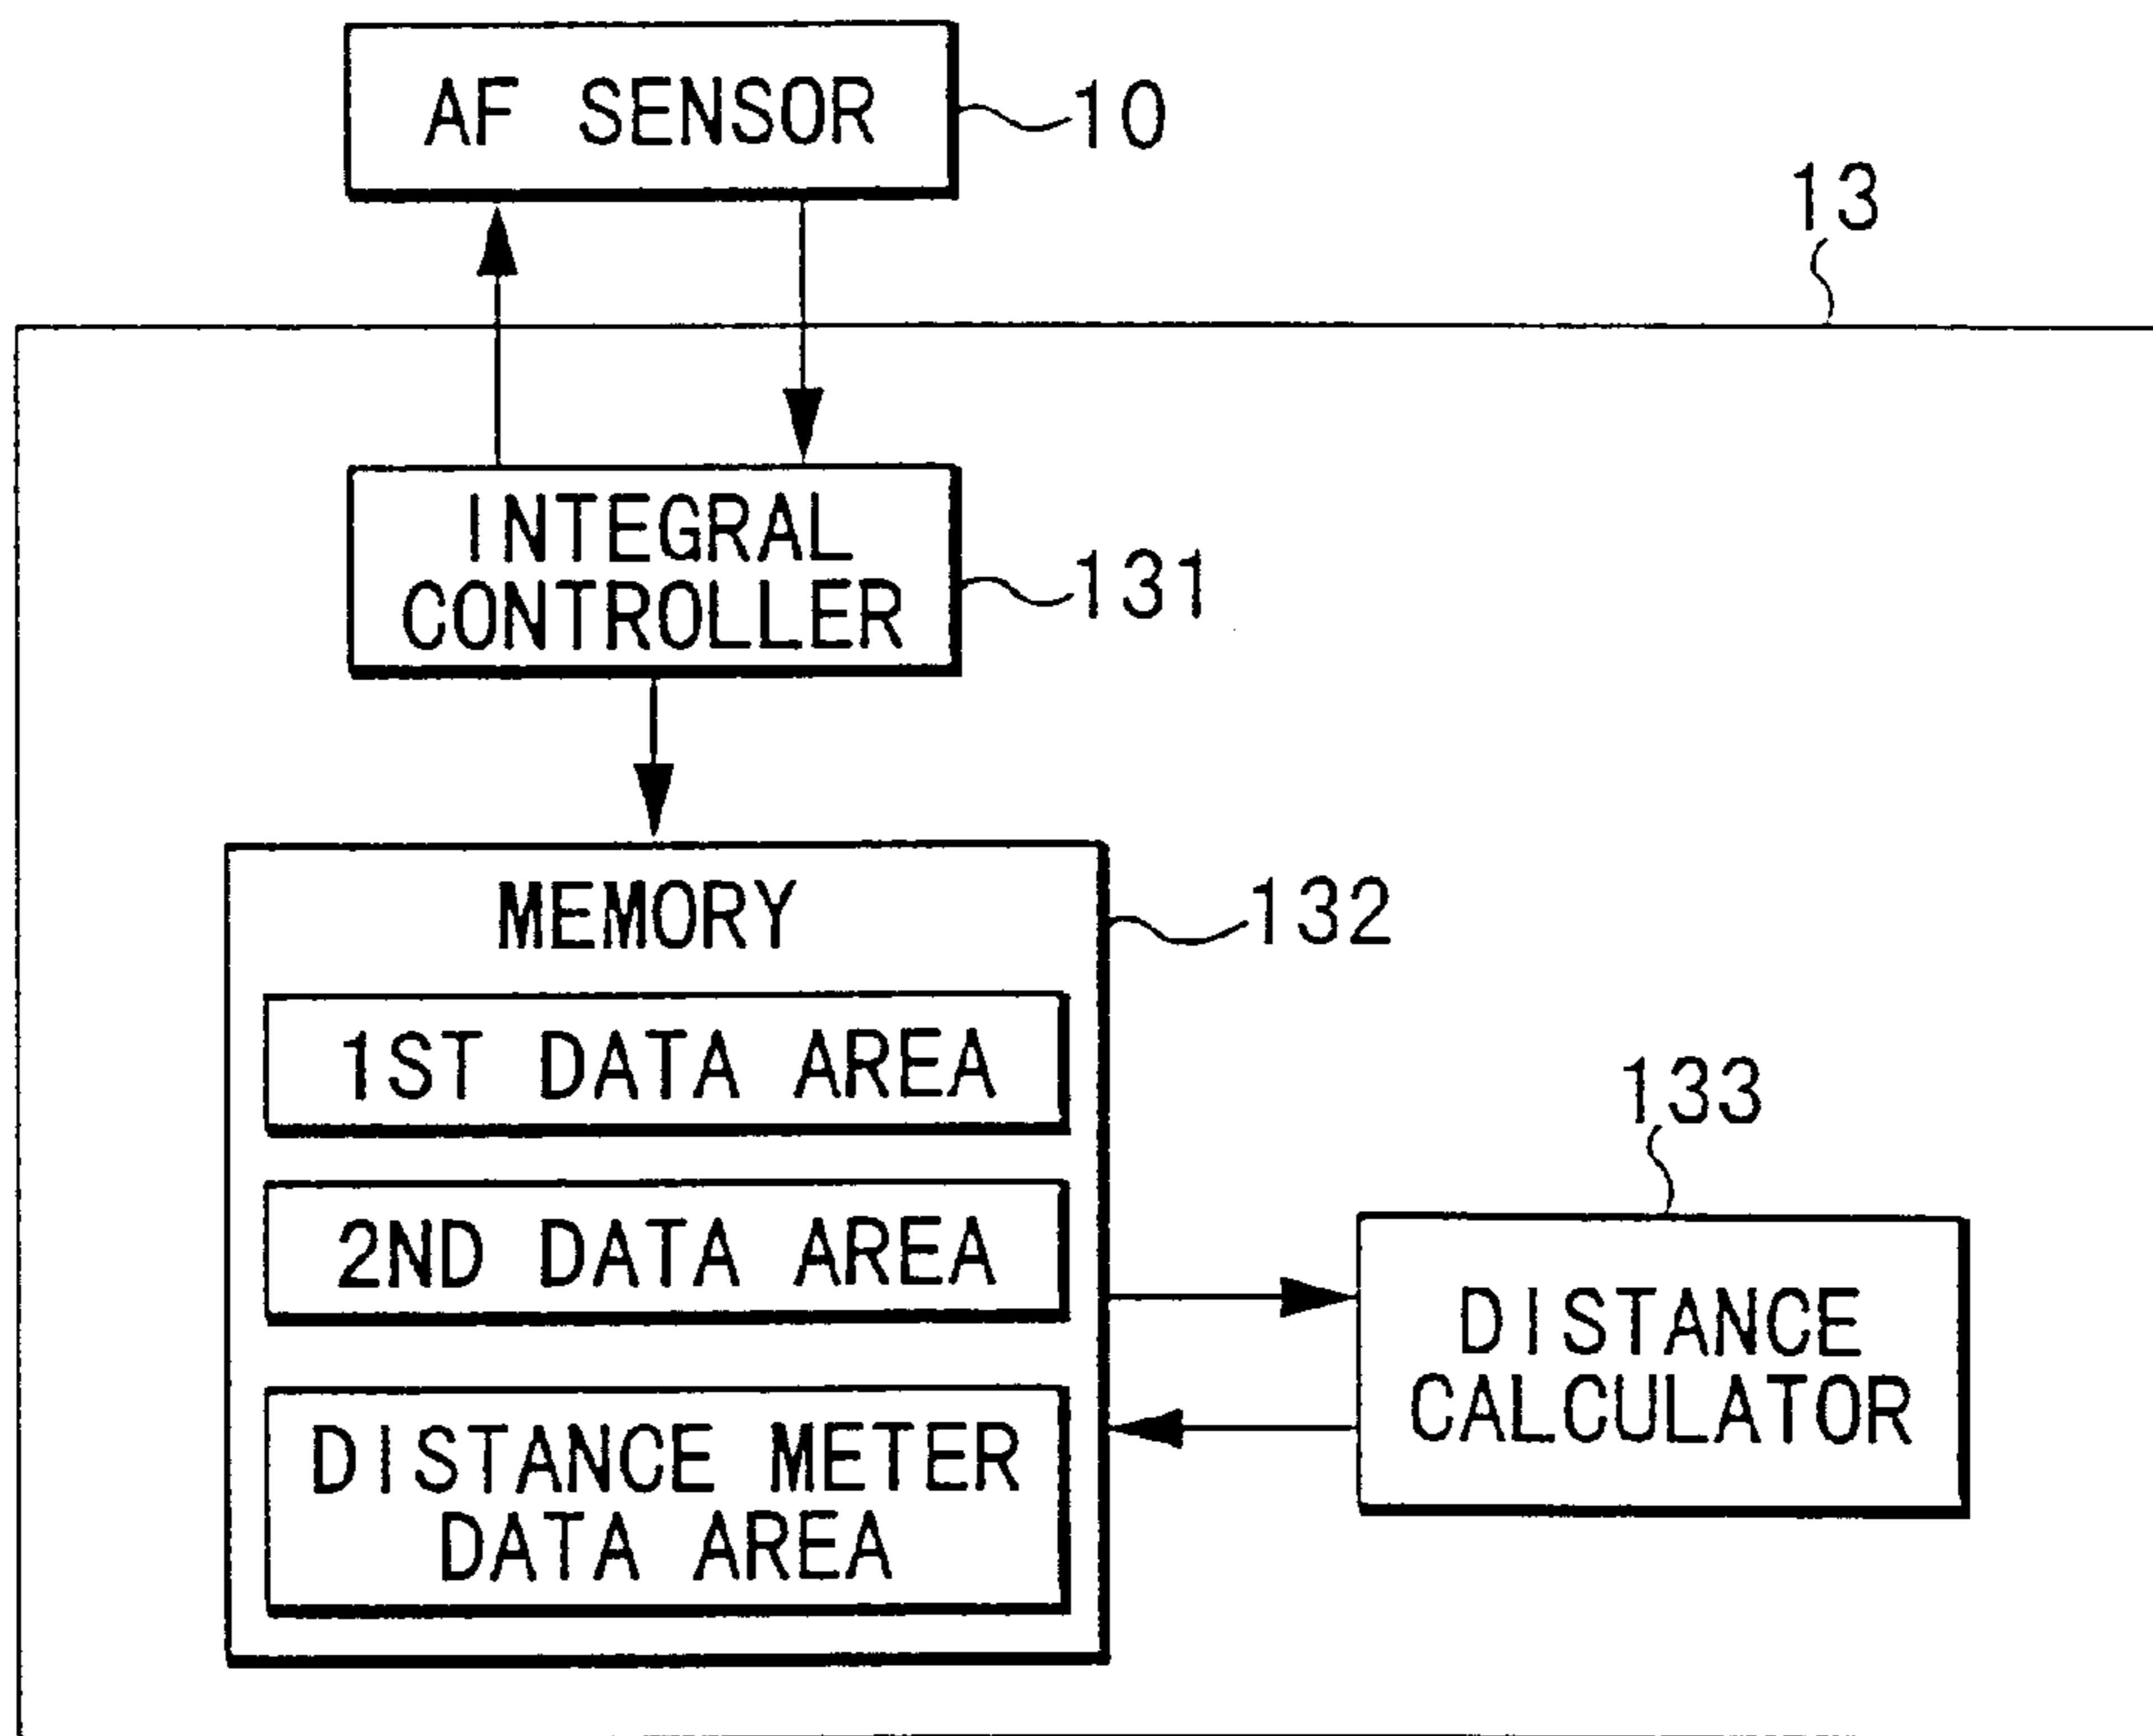 AF SENSOR
10
13
INTEGRAL
CONTROLLER
131
MEMORY
132
1ST DATA AREA
2ND DATA AREA
DISTANCE METER
DATA AREA
133
DISTANCE
CALCULATOR